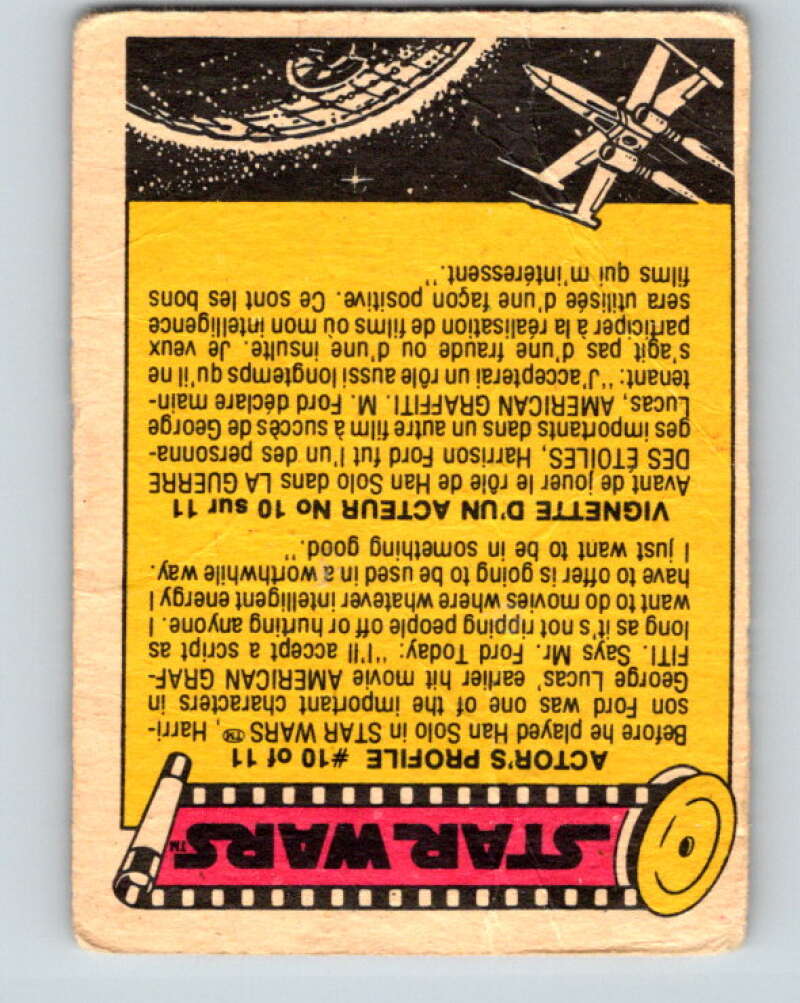 STAR WARS™
ACTOR'S PROFILE #10 of 11
Before he played Han Solo in STAR WARS™, Harri-
son Ford was one of the important characters in
George Lucas' earlier hit movie AMERICAN GRAF-
FITI. Says Mr. Ford Today: "I'll accept a script as
long as it's not ripping people off or hurting anyone. I
want to do movies where whatever intelligent energy I
have to offer is going to be used in a worthwhile way.
I just want to be in something good."
VIGNETTE D'UN ACTEUR No 10 sur 11
Avant de jouer le rôle de Han Solo dans LA GUERRE
DES ÉTOILES, Harrison Ford fut l'un des personna-
ges importants dans un autre film à succès de George
Lucas, AMERICAN GRAFFITI. M. Ford déclare main-
tenant: "J'accepterai un rôle aussi longtemps qu'il ne
s'agit pas d'une fraude ou d'une insulte. Je veux
participer à la réalisation de films où mon intelligence
sera utilisée d'une façon positive. Ce sont les bons
films qui m'intéressent."